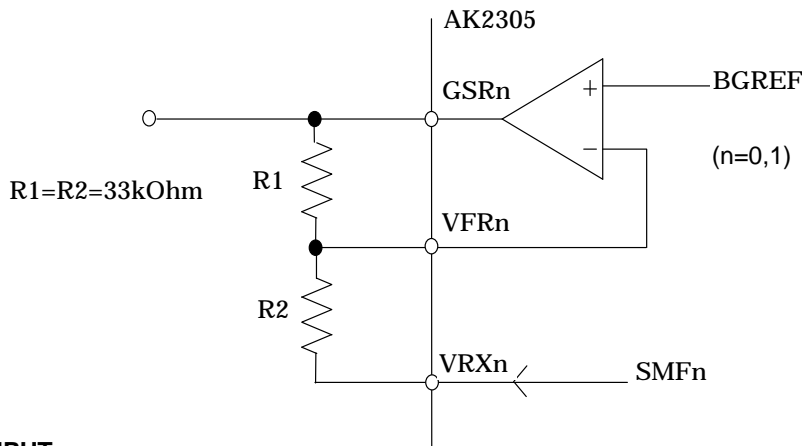 AK2305
GSRn
BGREF
+
−
(n=0,1)
R1=R2=33kOhm
R1
VFRn
R2
VRXn
SMFn